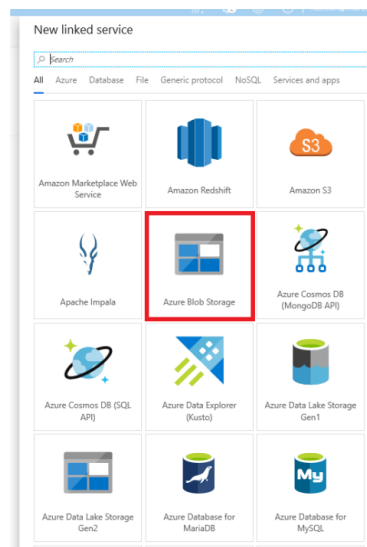 New linked service
Search
All Azure Database File Generic protocol NoSQL Services and apps
Amazon Marketplace Web
Service
Amazon Redshift
S3
Amazon S3
Apache Impala
Azure Blob Storage
Azure Cosmos DB
(MongoDB API)
Azure Cosmos DB (SQL
API)
Azure Data Explorer
(Kusto)
Azure Data Lake Storage
Gen1
Azure Data Lake Storage
Gen2
Azure Database for
MariaDB
My
Azure Database for
MySQL